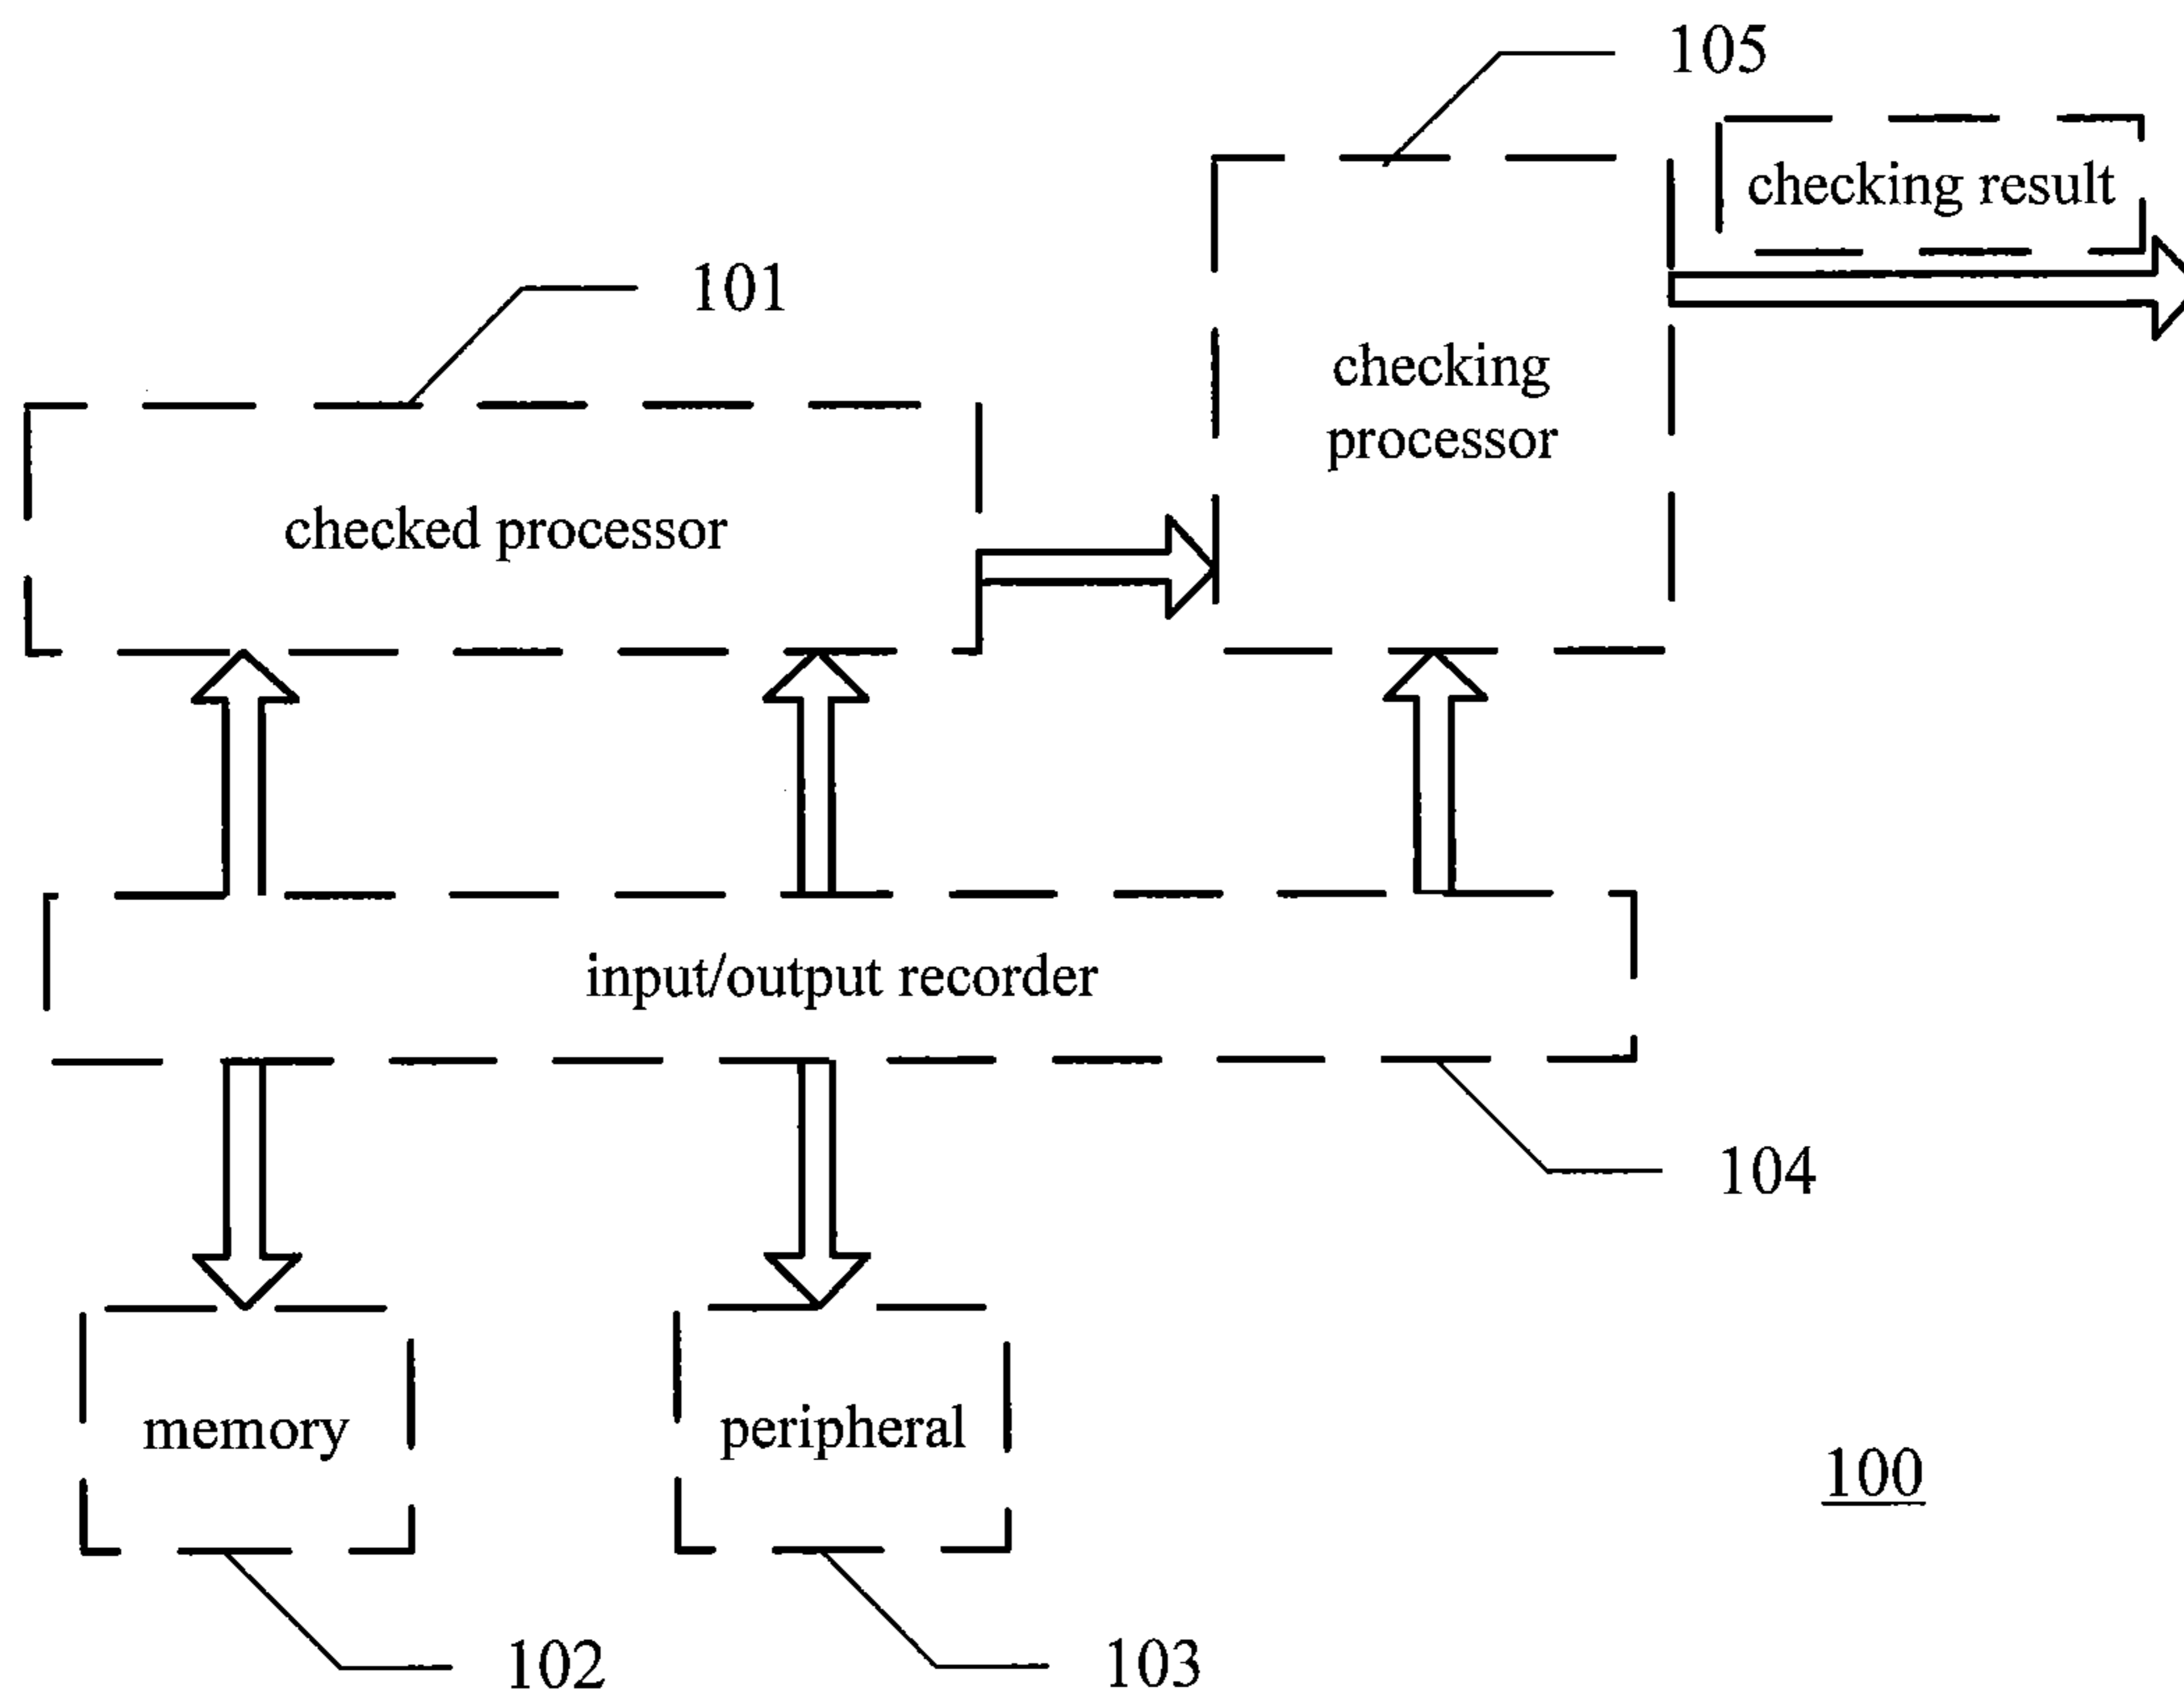 105
checking result
101
checking
processor
checked processor
input/output recorder
104
memory
peripheral
100
102
103